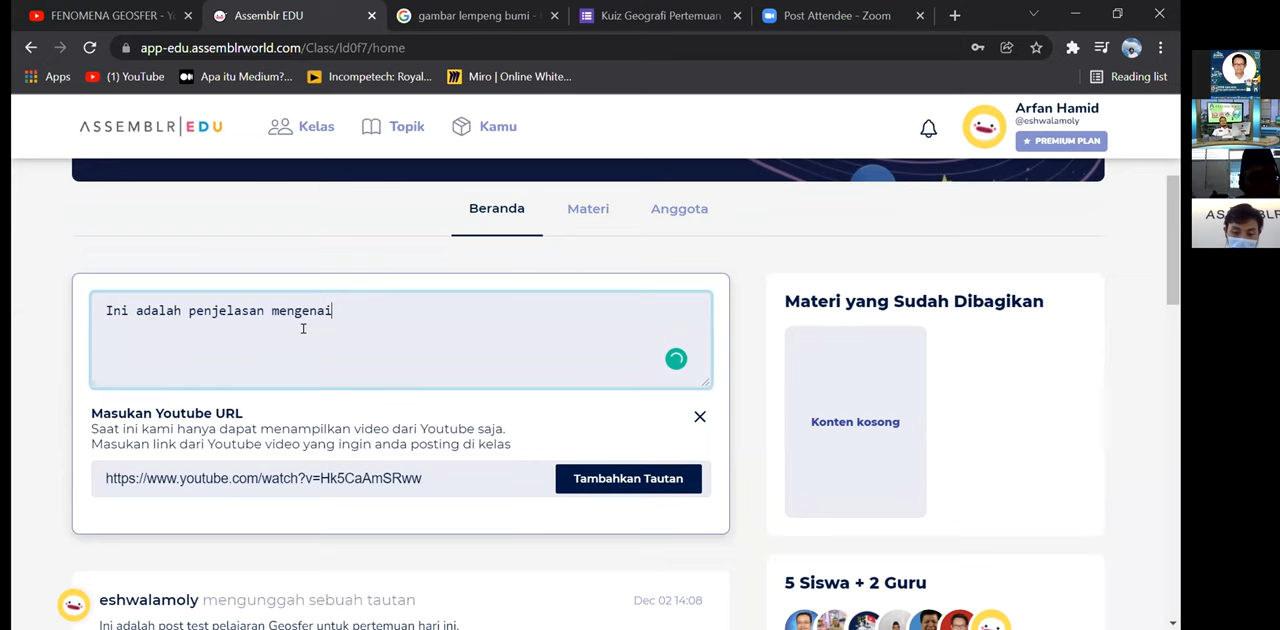 FENOMENA GEOSFER - Y
Assemblr EDU
gambar lempeng bumi -
Kuiz Geografi Pertemuan
Post Attendee - Zoom
app-edu.assemblrworld.com/Class/Id0f7/home
Apps
(1) YouTube
Apa itu Medium?...
Incompetech: Royal...
Miro | Online White...
Reading list
ASSEMBLR|EDU
Kelas
Topik
Kamu
Arfan Hamid
@eshwalamoly
PREMIUM PLAN
Beranda
Materi
Anggota
Ini adalah penjelasan mengenai
Masukan Youtube URL
Saat ini kami hanya dapat menampilkan video dari Youtube saja.
Masukan link dari Youtube video yang ingin anda posting di kelas
https://www.youtube.com/watch?v=Hk5CaAmSRww
Tambahkan Tautan
Materi yang Sudah Dibagikan
Konten kosong
5 Siswa + 2 Guru
eshwalamoly mengunggah sebuah tautan
Dec 02 14:08
Ini adalah post test pelajaran Geosfer untuk pertemuan hari ini.